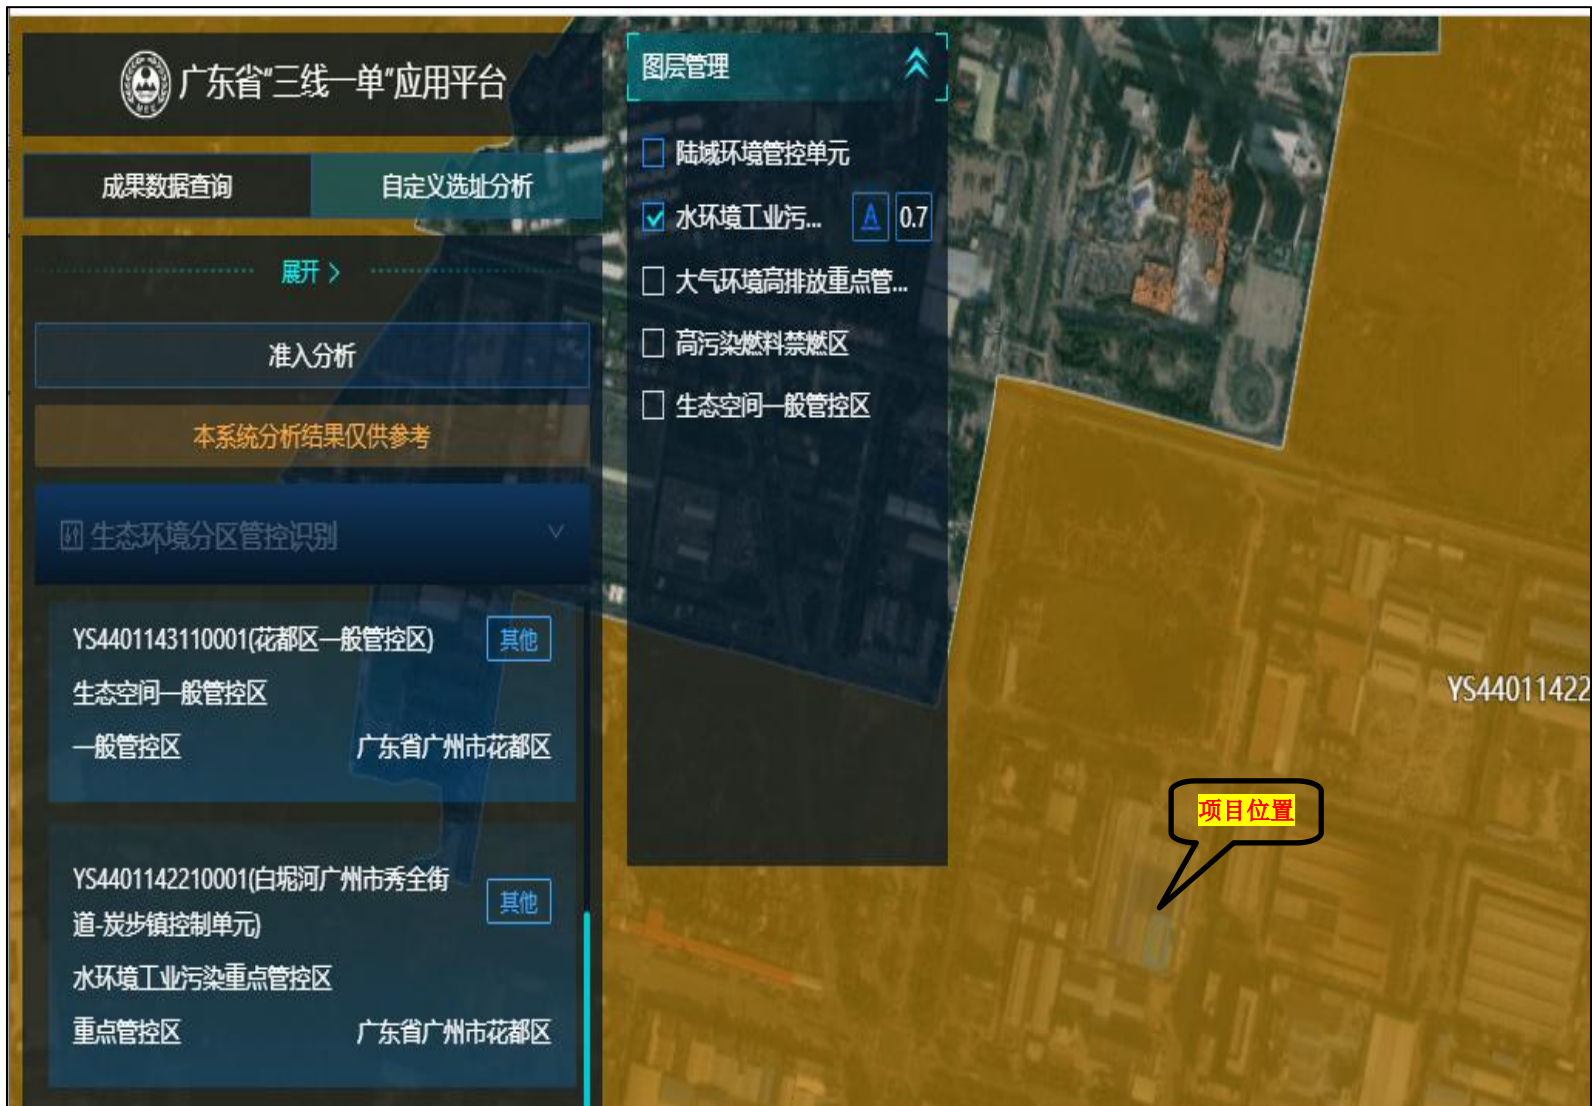 广东省“三线一单”应用平台
成果数据查询
自定义选址分析
展开 >
准入分析
本系统分析结果仅供参考
生态环境分区管控识别
YS4401143110001(花都区一般管控区)
其他
生态空间一般管控区
一般管控区
广东省广州市花都区
YS4401142210001(白坭河广州市秀全街
道-炭步镇控制单元)
其他
水环境工业污染重点管控区
重点管控区
广东省广州市花都区
图层管理
陆域环境管控单元
水环境工业污...
A
0.7
大气环境高排放重点管...
高污染燃料禁燃区
生态空间一般管控区
YS44011422
项目位置